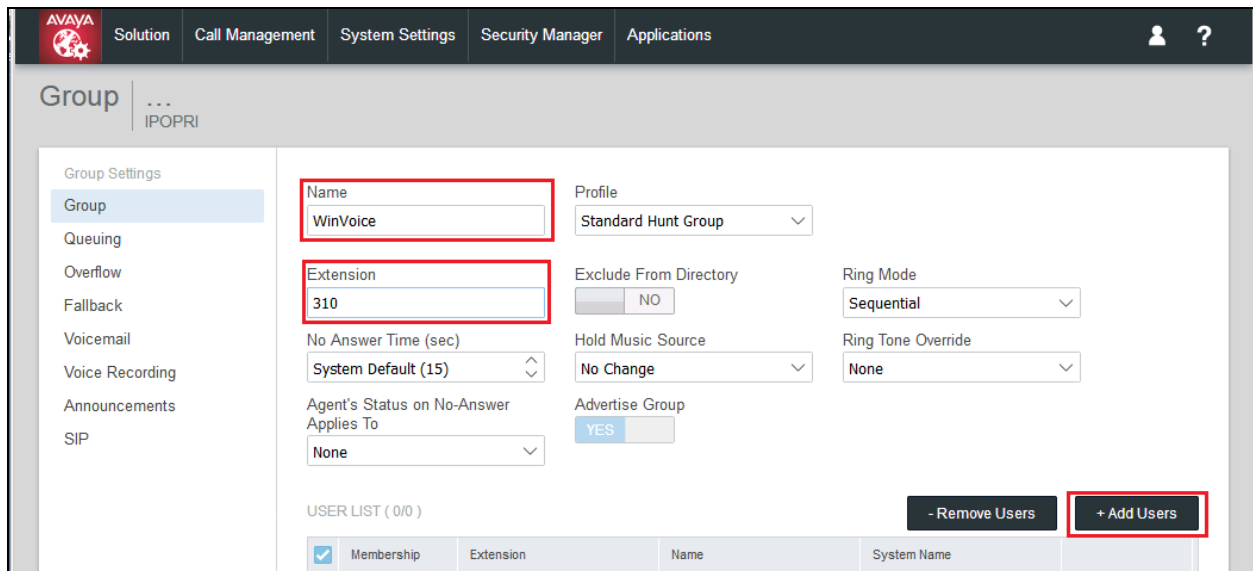 AVAYA
Solution Call Management System Settings Security Manager Applications ?
Group ...
IPOPRI
Group Settings
Group
Queuing
Overflow
Fallback
Voicemail
Voice Recording
Announcements
SIP
Name Profile
WinVoice Standard Hunt Group
Extension Exclude From Directory Ring Mode
310 NO Sequential
No Answer Time (sec) Hold Music Source Ring Tone Override
System Default (15) No Change None
Agent's Status on No-Answer Advertise Group
Applies To
YES
None
USER LIST ( 0/0 ) - Remove Users + Add Users
Membership Extension Name System Name